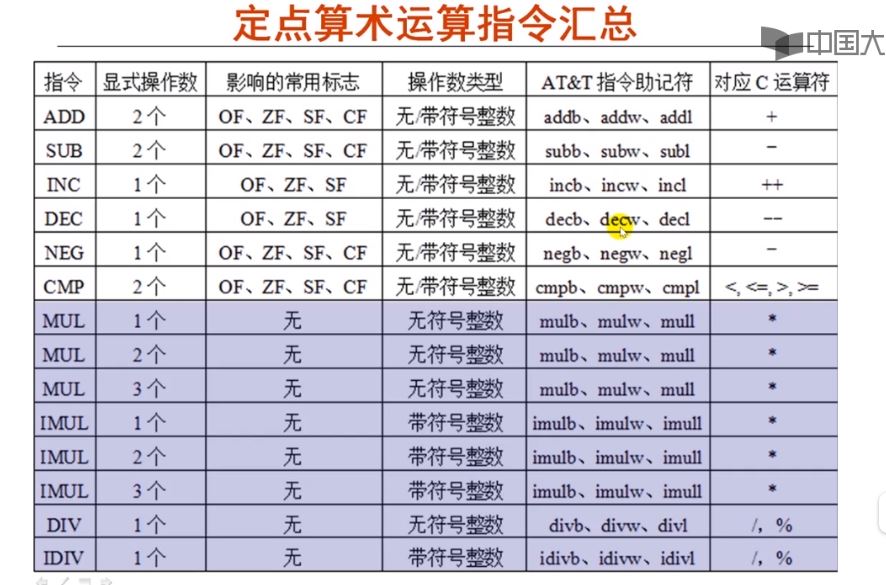 定点算术运算指令汇总
中国大
指令 显式操作数 影响的常用标志 操作数类型 AT&T 指令助记符 对应 C 运算符
ADD 2个 OF、ZF、SF、CF 无/带符号整数 addb、addw、addl +
SUB 2个 OF、ZF、SF、CF 无/带符号整数 subb、subw、subl -
INC 1个 OF、ZF、SF 无/带符号整数 incb、incw、incl ++
DEC 1个 OF、ZF、SF 无/带符号整数 decb、decw、decl --
NEG 1个 OF、ZF、SF、CF 无/带符号整数 negb、negw、negl -
CMP 2个 OF、ZF、SF、CF 无/带符号整数 cmpb、cmpw、cmpl <, <=, >, >=
MUL 1个 无 无符号整数 mulb、mulw、mull *
MUL 2个 无 无符号整数 mulb、mulw、mull *
MUL 3个 无 无符号整数 mulb、mulw、mull *
IMUL 1个 无 带符号整数 imulb、imulw、imull *
IMUL 2个 无 带符号整数 imulb、imulw、imull *
IMUL 3个 无 带符号整数 imulb、imulw、imull *
DIV 1个 无 无符号整数 divb、divw、divl /, %
IDIV 1个 无 带符号整数 idivb、idivw、idivl /, %